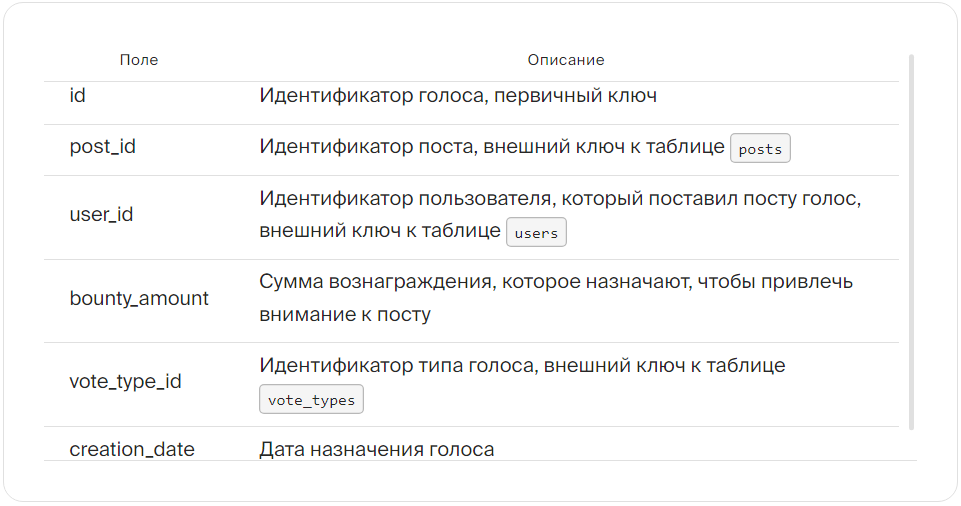 Поле Описание
id Идентификатор голоса, первичный ключ
post_id Идентификатор поста, внешний ключ к таблице posts
user_id Идентификатор пользователя, который поставил посту голос,
внешний ключ к таблице users
bounty_amount Сумма вознаграждения, которое назначают, чтобы привлечь
внимание к посту
vote_type_id Идентификатор типа голоса, внешний ключ к таблице
vote_types
creation_date Дата назначения голоса